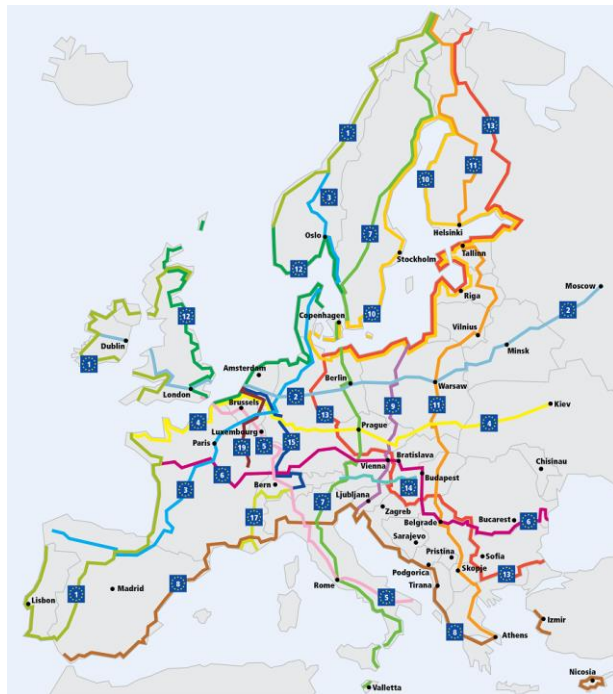 1
13
11
10
3
Oslo
Helsinki
7
Stockholm
Tallinn
12
Moscow
2
Riga
10
Copenhagen
12
Vilnius
Dublin
1
Minsk
Amsterdam
Berlin
London
2
Warsaw
Brussels
13
9
11
Kiev
4
4
Luxembourg
Prague
Paris
19
5
15
6
Vienna
Bratislava
Chisinau
3
Bern
14
Budapest
7
Ljubljana
17
Zagreb
Belgrade
Bucharest
6
Sarajevo
Pristina
Sofia
8
Podgorica
Skopje
13
Madrid
Rome
5
Tirana
Lisbon
1
Izmir
8
Athens
Nicosia
Valletta